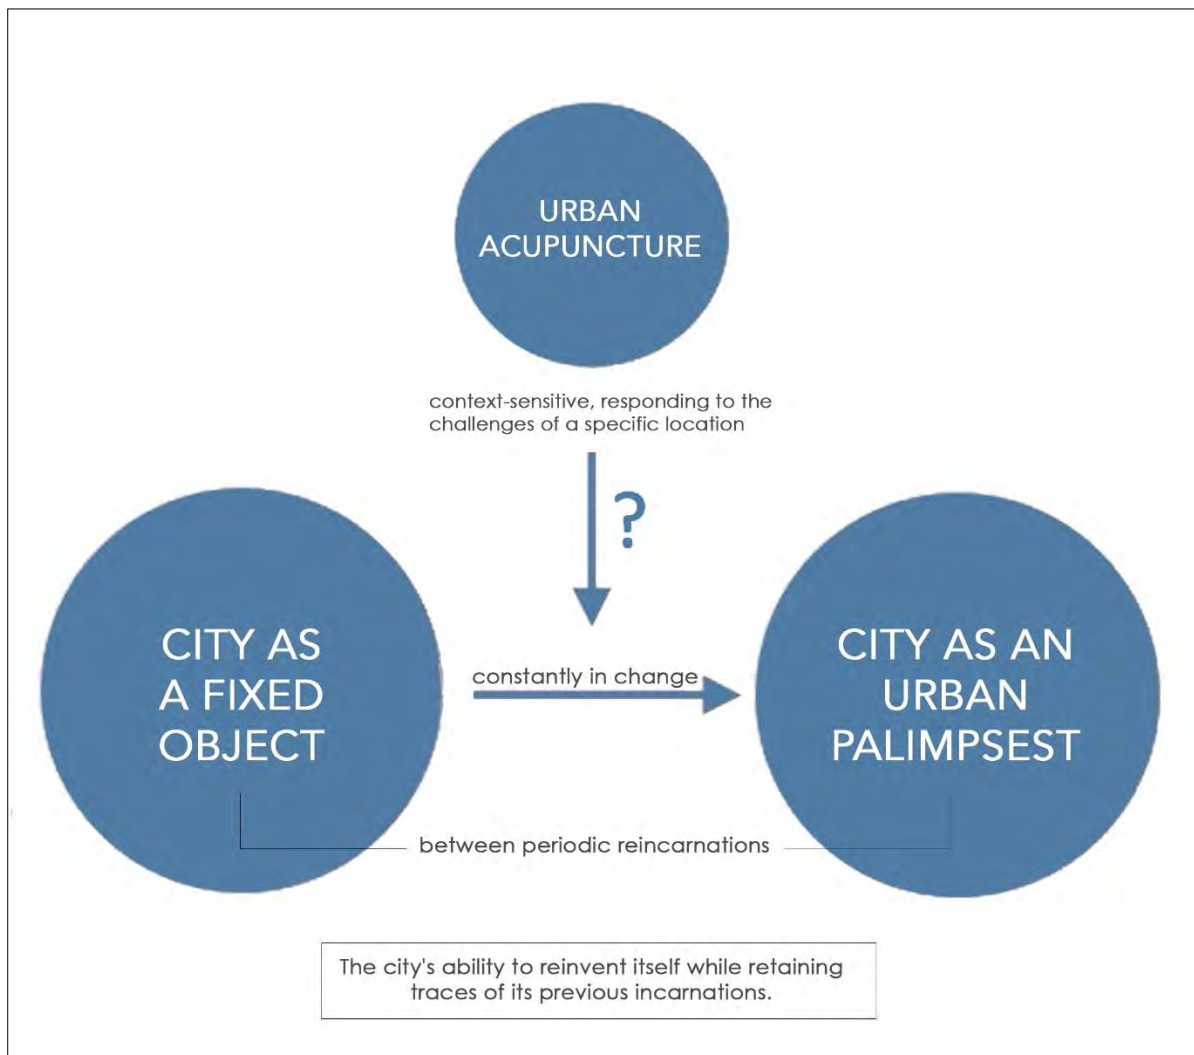 URBAN
ACUPUNCTURE
context-sensitive, responding to the
challenges of a specific location
?
CITY AS
A FIXED
OBJECT
constantly in change
CITY AS AN
URBAN
PALIMPSEST
between periodic reincarnations
The city's ability to reinvent itself while retaining
traces of its previous incarnations.